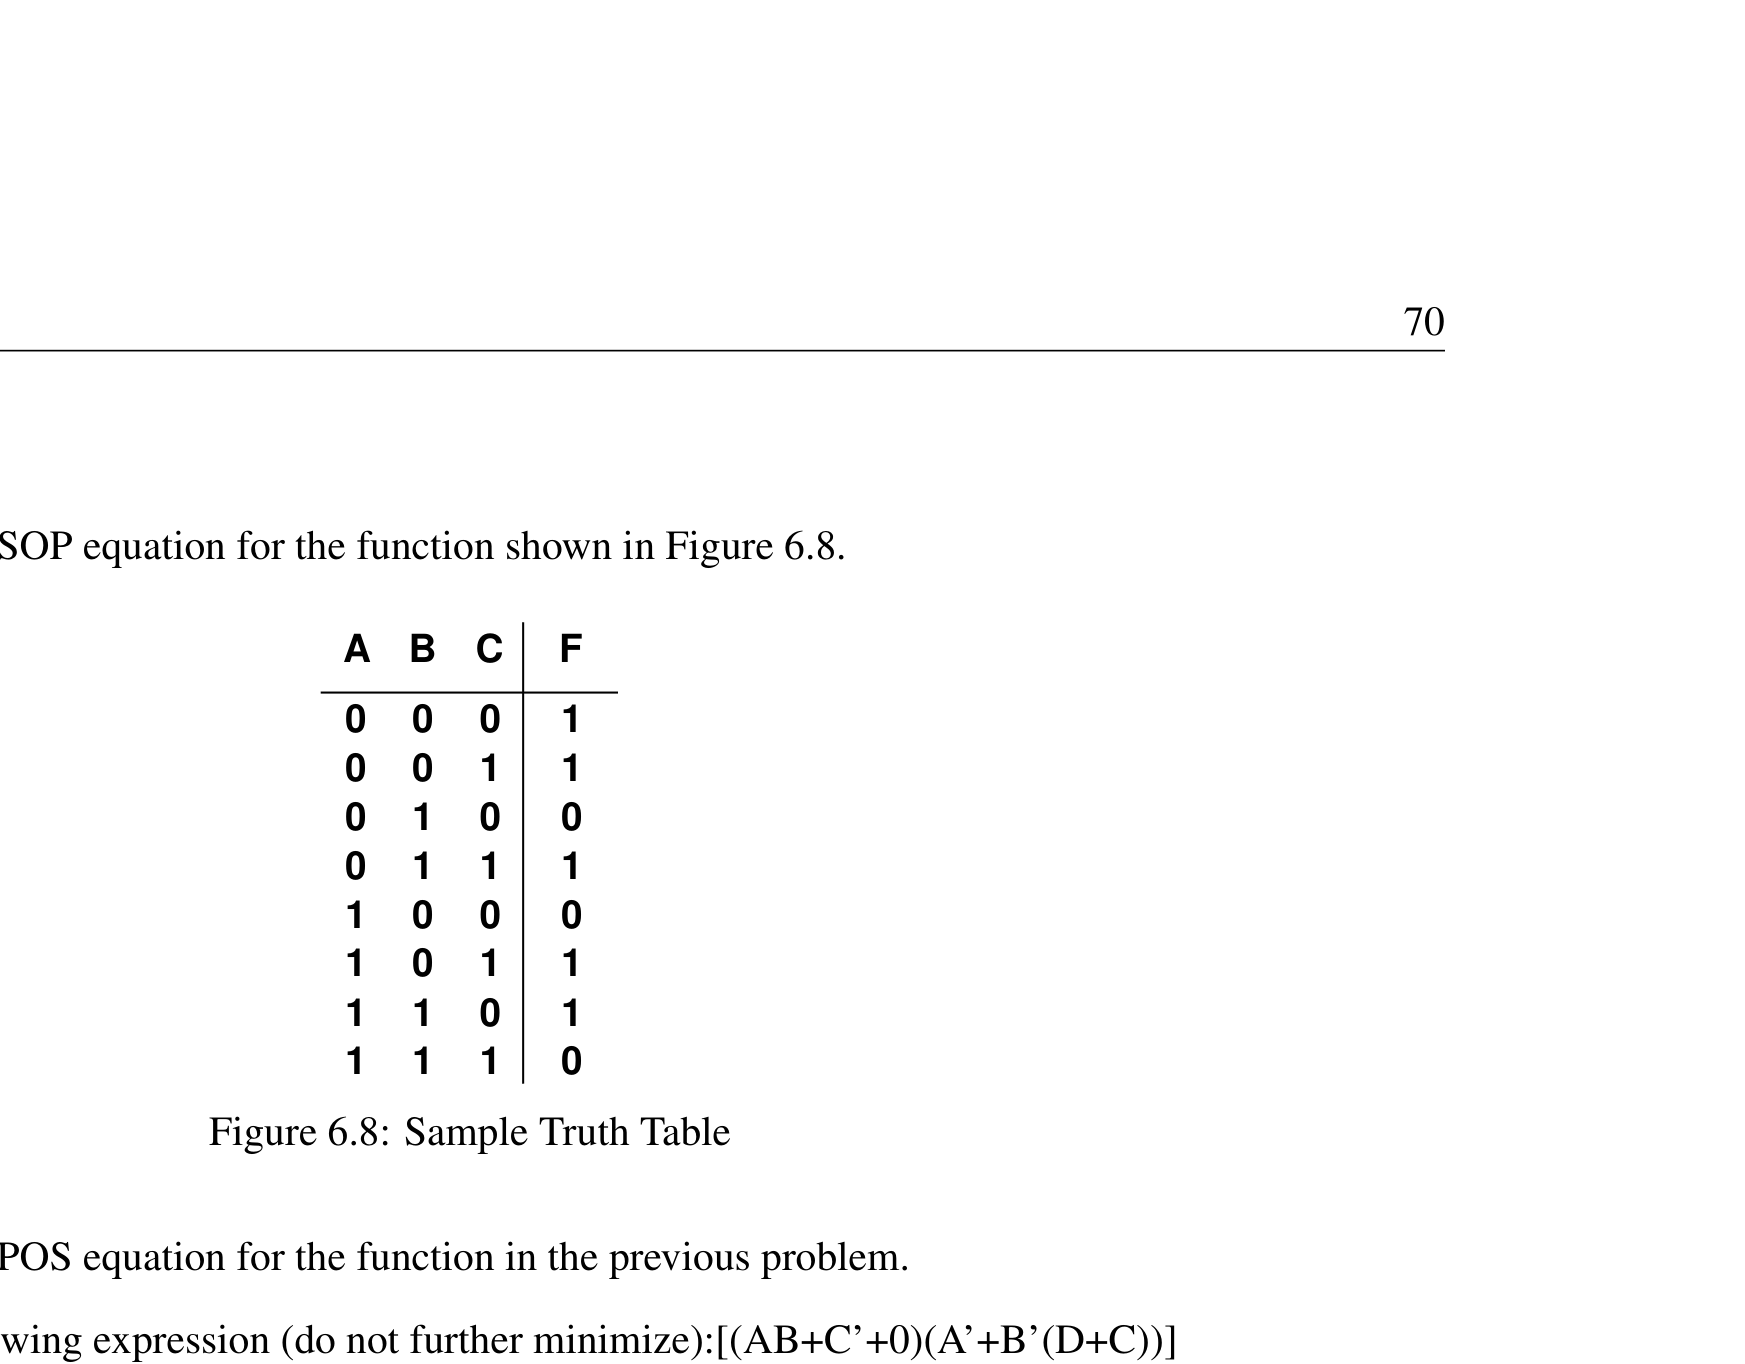 70
SOP equation for the function shown in Figure 6.8.
A B C F
0 0 0 1
0 0 1 1
0 1 0 0
0 1 1 1
1 0 0 0
1 0 1 1
1 1 0 1
1 1 1 0
Figure 6.8: Sample Truth Table
POS equation for the function in the previous problem.
wing expression (do not further minimize):[(AB+C’+0)(A’+B’(D+C))]